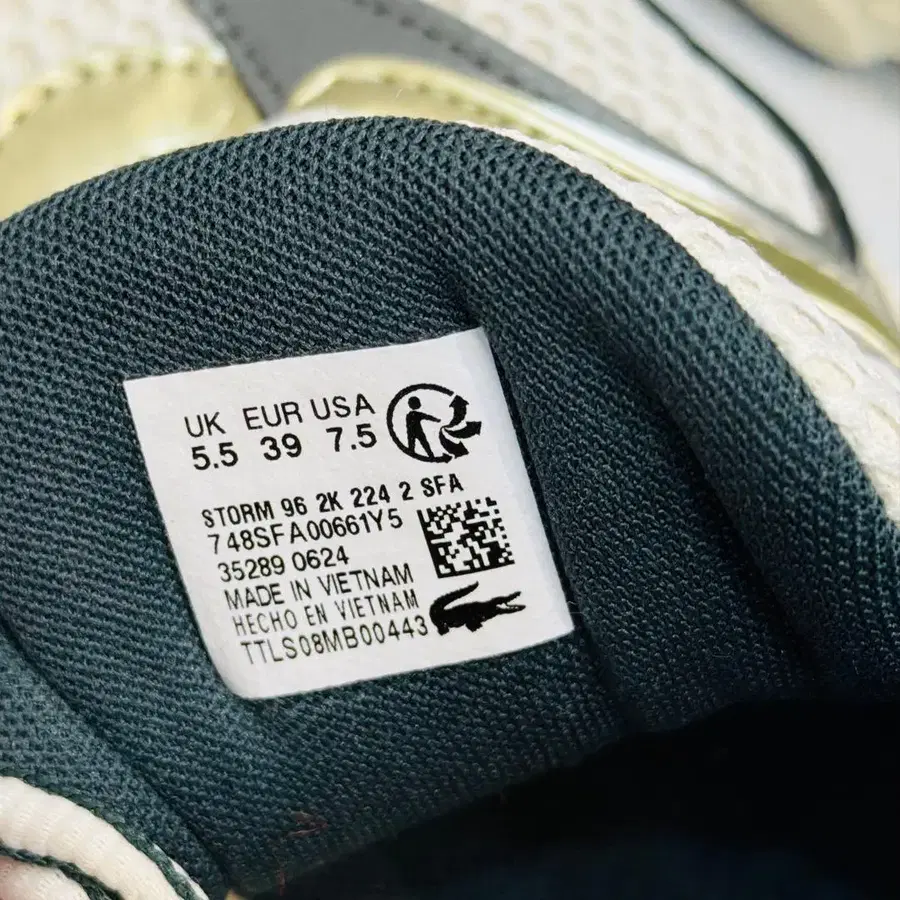 UK EUR USA
5.5 39 7.5
STORM 96 2K 224 2 SFA
748SFA00661Y5
35289 0624
MADE IN VIETNAM
HECHO EN VIETNAM
TTLS08MB00443